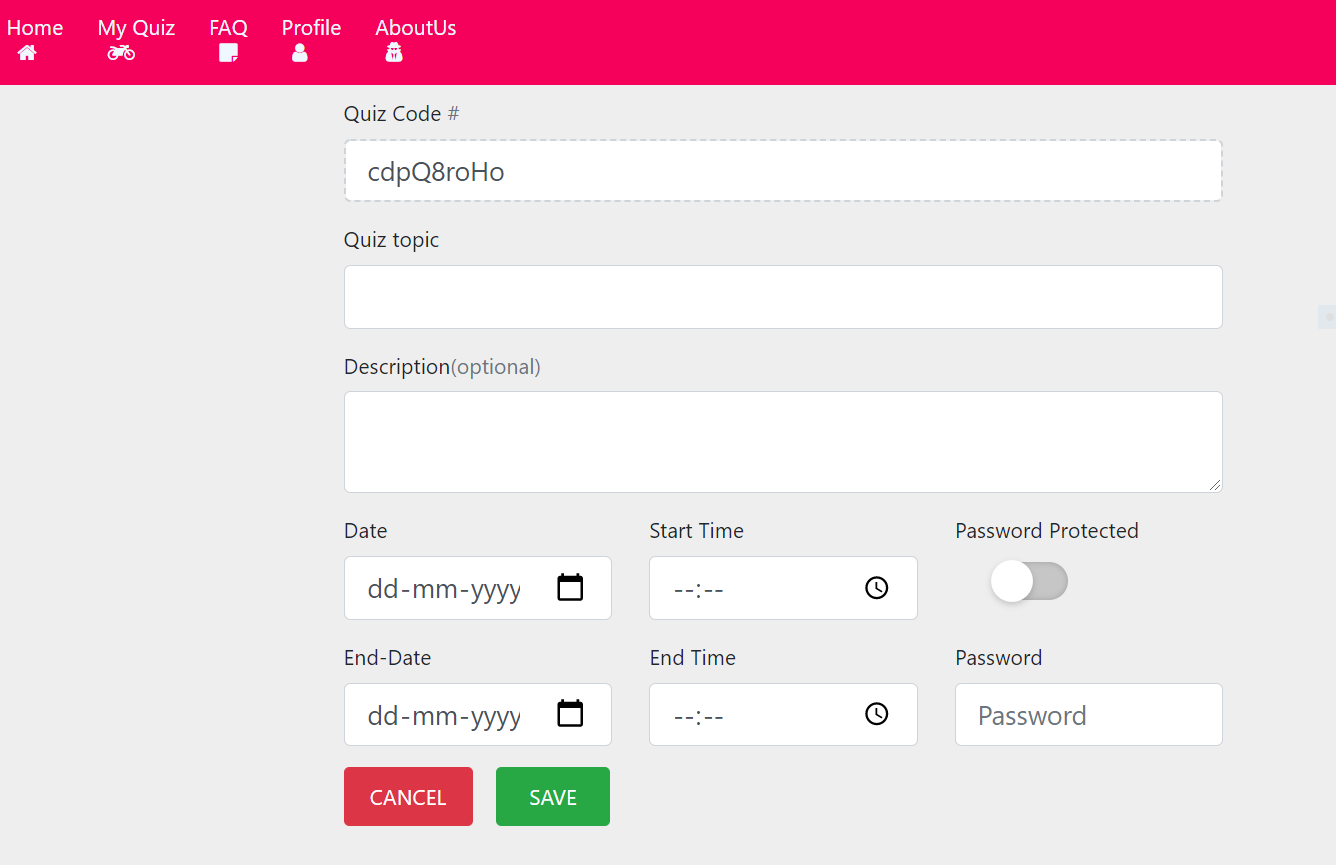 Home My Quiz FAQ Profile AboutUs
Quiz Code #
cdpQ8roHo
Quiz topic
Description(optional)
Date Start Time Password Protected
dd-mm-yyyy --:--
End-Date End Time Password
dd-mm-yyyy --:-- Password
CANCEL SAVE